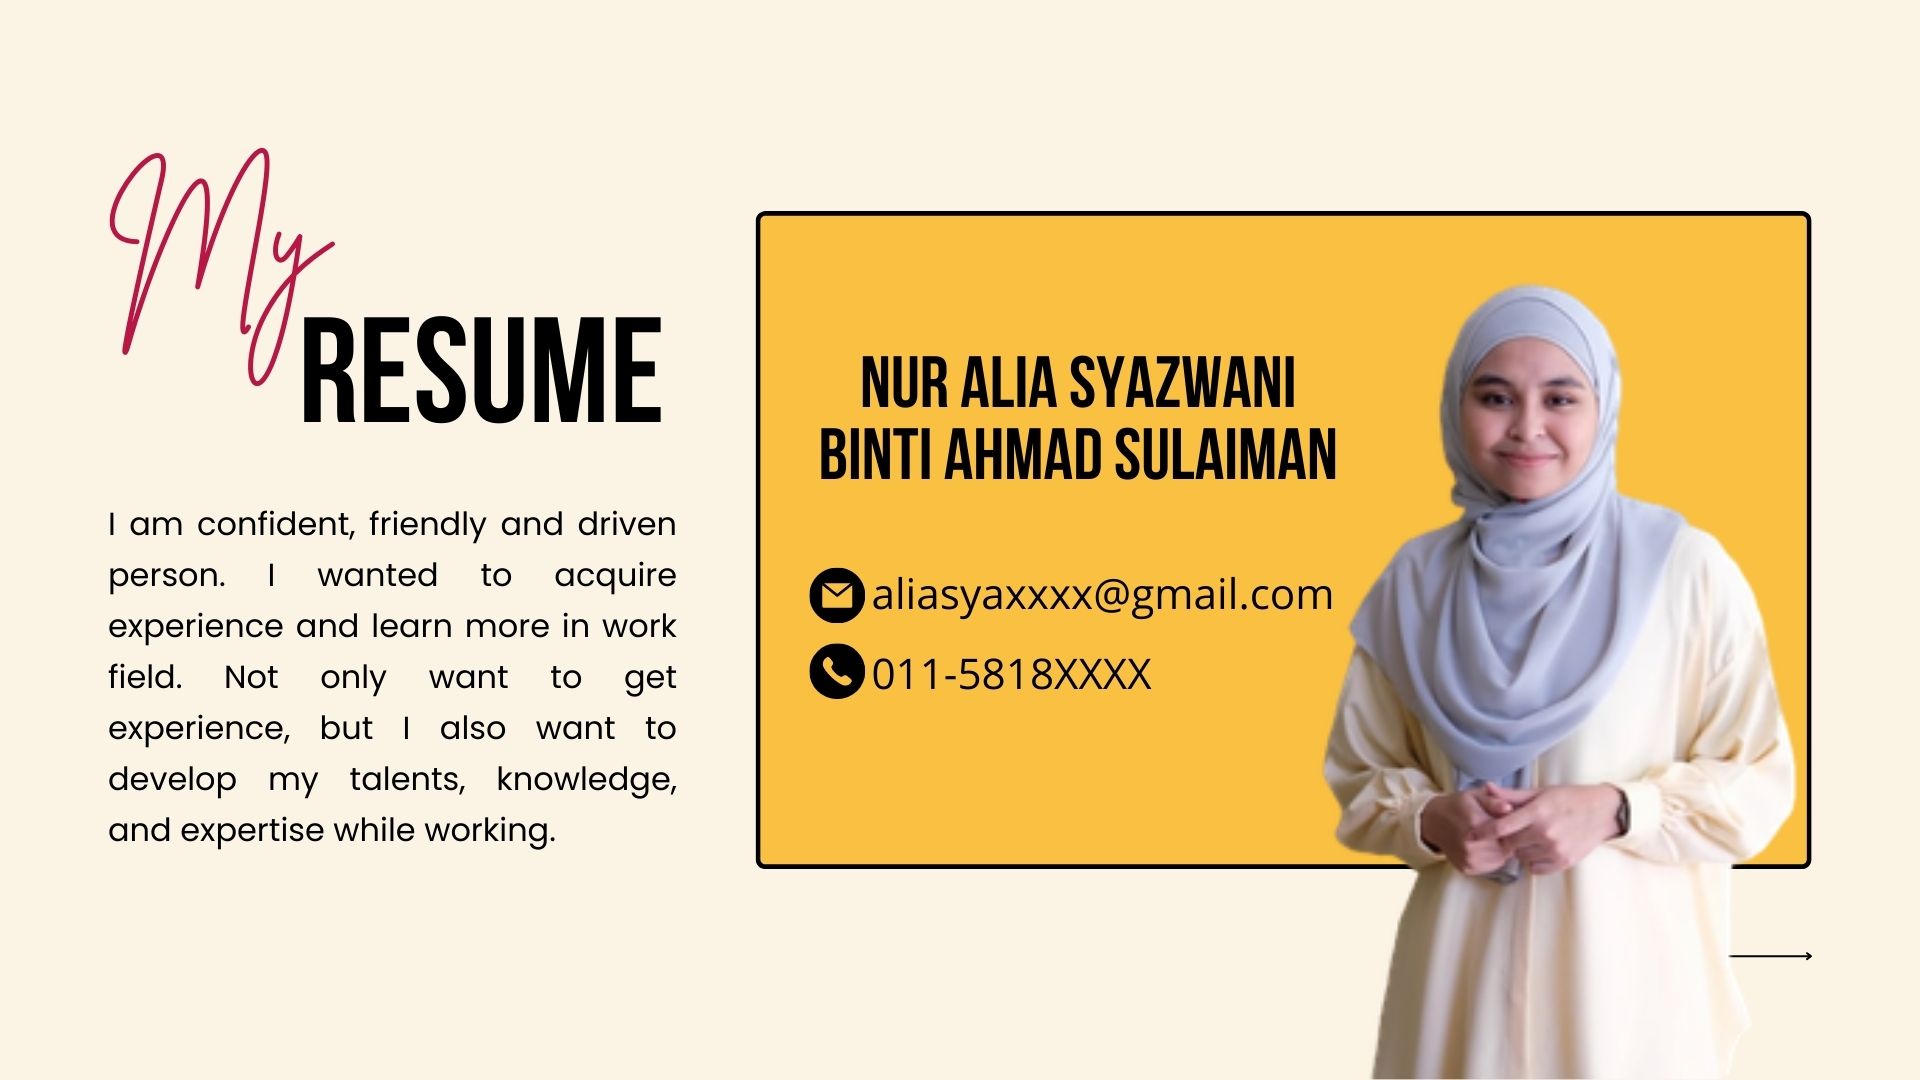 My
RESUME
I am confident, friendly and driven
person. I wanted to acquire
experience and learn more in work
field. Not only want to get
experience, but I also want to
develop my talents, knowledge,
and expertise while working.
NUR ALIA SYAZWANI
BINTI AHMAD SULAIMAN
aliasyaxxxx@gmail.com
011-5818XXXX